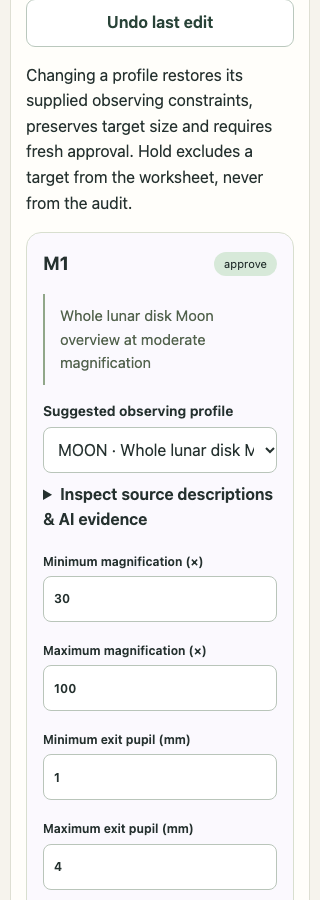 Undo last edit
Changing a profile restores its
supplied observing constraints,
preserves target size and requires
fresh approval. Hold excludes a
target from the worksheet, never
from the audit.
M1
approve
Whole lunar disk Moon
overview at moderate
magnification
Suggested observing profile
MOON · Whole lunar disk M
Inspect source descriptions
& AI evidence
Minimum magnification (×)
30
Maximum magnification (×)
100
Minimum exit pupil (mm)
1
Maximum exit pupil (mm)
4